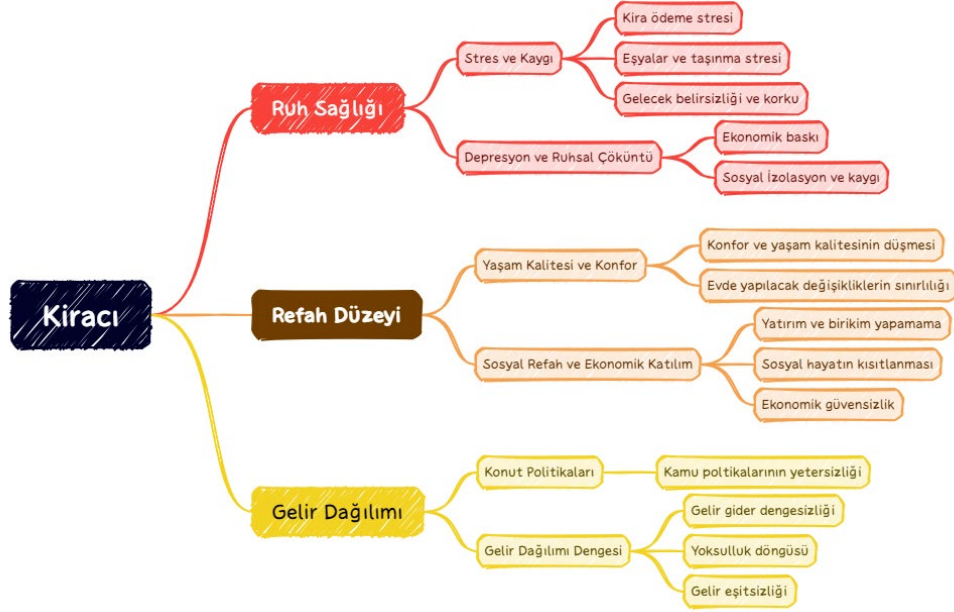 Kiracı
Ruh Sağlığı
Stres ve Kaygı
Kira ödeme stresi
Eşyalar ve taşınma stresi
Gelecek belirsizliği ve korku
Depresyon ve Ruhsal Çöküntü
Ekonomik baskı
Sosyal İzolasyon ve kaygı
Refah Düzeyi
Yaşam Kalitesi ve Konfor
Konfor ve yaşam kalitesinin düşmesi
Evde yapılacak değişikliklerin sınırlılığı
Sosyal Refah ve Ekonomik Katılım
Yatırım ve birikim yapamama
Sosyal hayatın kısıtlanması
Ekonomik güvensizlik
Gelir Dağılımı
Konut Politikaları
Kamu poltikalarının yetersizliği
Gelir Dağılımı Dengesi
Gelir gider dengesizliği
Yoksulluk döngüsü
Gelir eşitsizliği